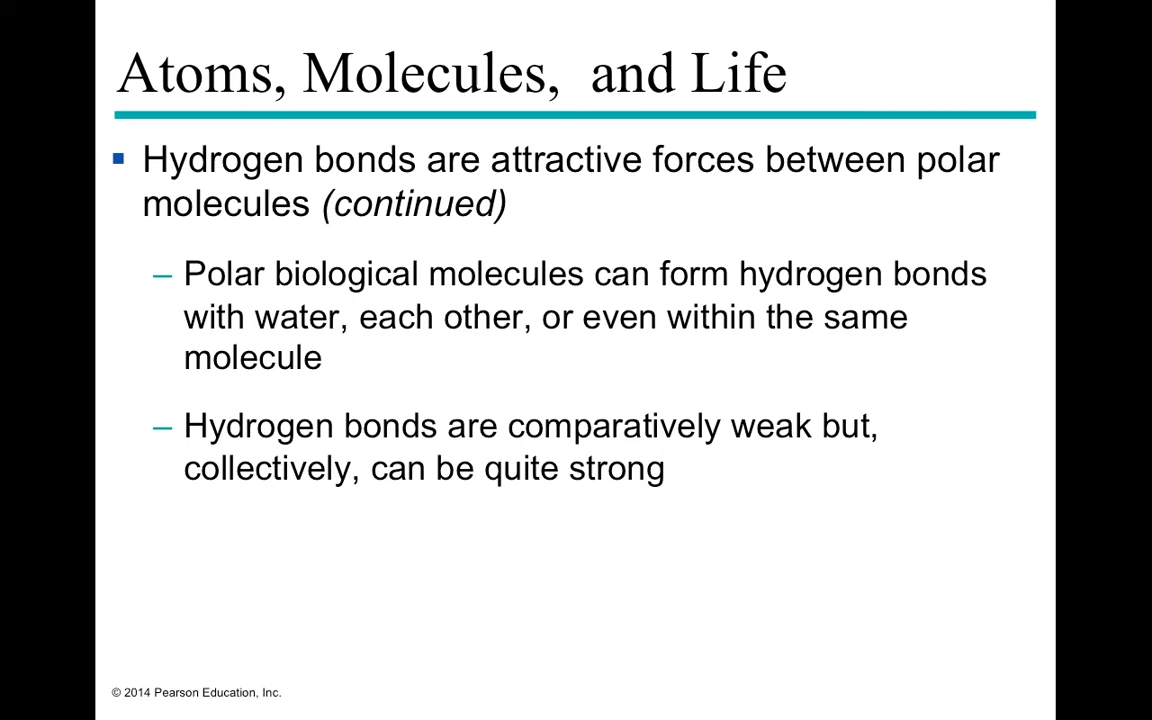 Atoms, Molecules,  and Life
▪ Hydrogen bonds are attractive forces between polar
molecules (continued)
– Polar biological molecules can form hydrogen bonds
with water, each other, or even within the same
molecule
– Hydrogen bonds are comparatively weak but,
collectively, can be quite strong
© 2014 Pearson Education, Inc.